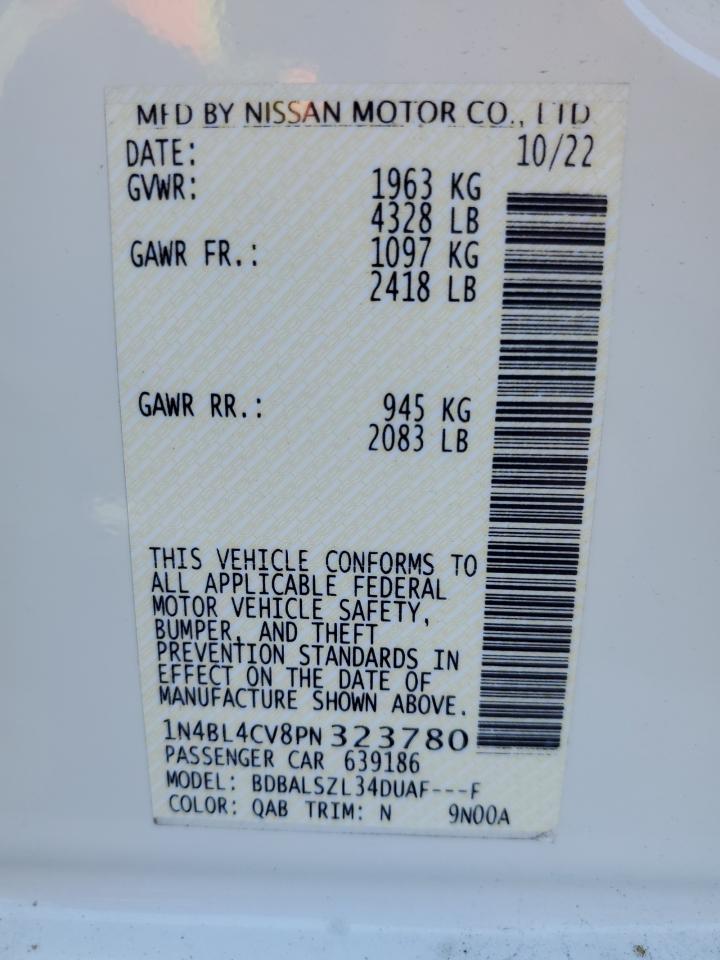 MFD BY NISSAN MOTOR CO., LTD
DATE: 10/22
GVWR: 1963 KG
4328 LB
GAWR FR.: 1097 KG
2418 LB
GAWR RR.: 945 KG
2083 LB
THIS VEHICLE CONFORMS TO
ALL APPLICABLE FEDERAL
MOTOR VEHICLE SAFETY,
BUMPER, AND THEFT
PREVENTION STANDARDS IN
EFFECT ON THE DATE OF
MANUFACTURE SHOWN ABOVE.
1N4BL4CV8PN 323780
PASSENGER CAR 639186
MODEL: BDBALSZL34DUAF---F
COLOR: QAB TRIM: N 9N00A